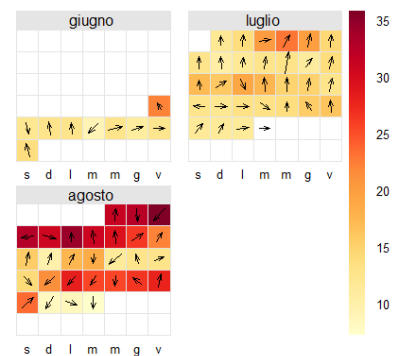 giugno
luglio
s d l m m g v
s d l m m g v
agosto
s d l m m g v
35
30
25
20
15
10